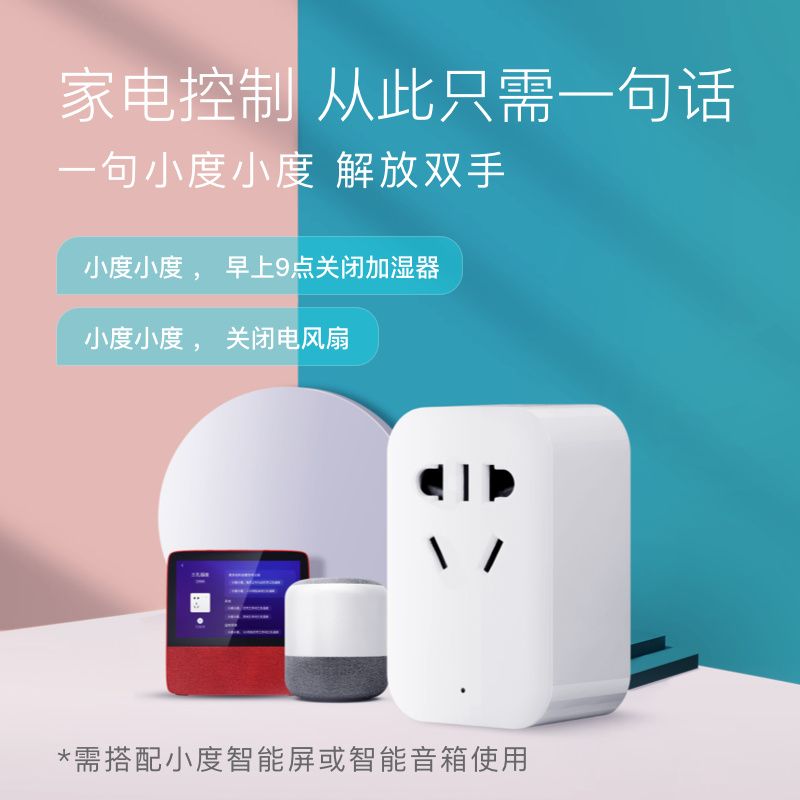 家电控制 从此只需一句话
一句小度小度 解放双手
小度小度， 早上9点关闭加湿器
小度小度， 关闭电风扇
*需搭配小度智能屏或智能音箱使用